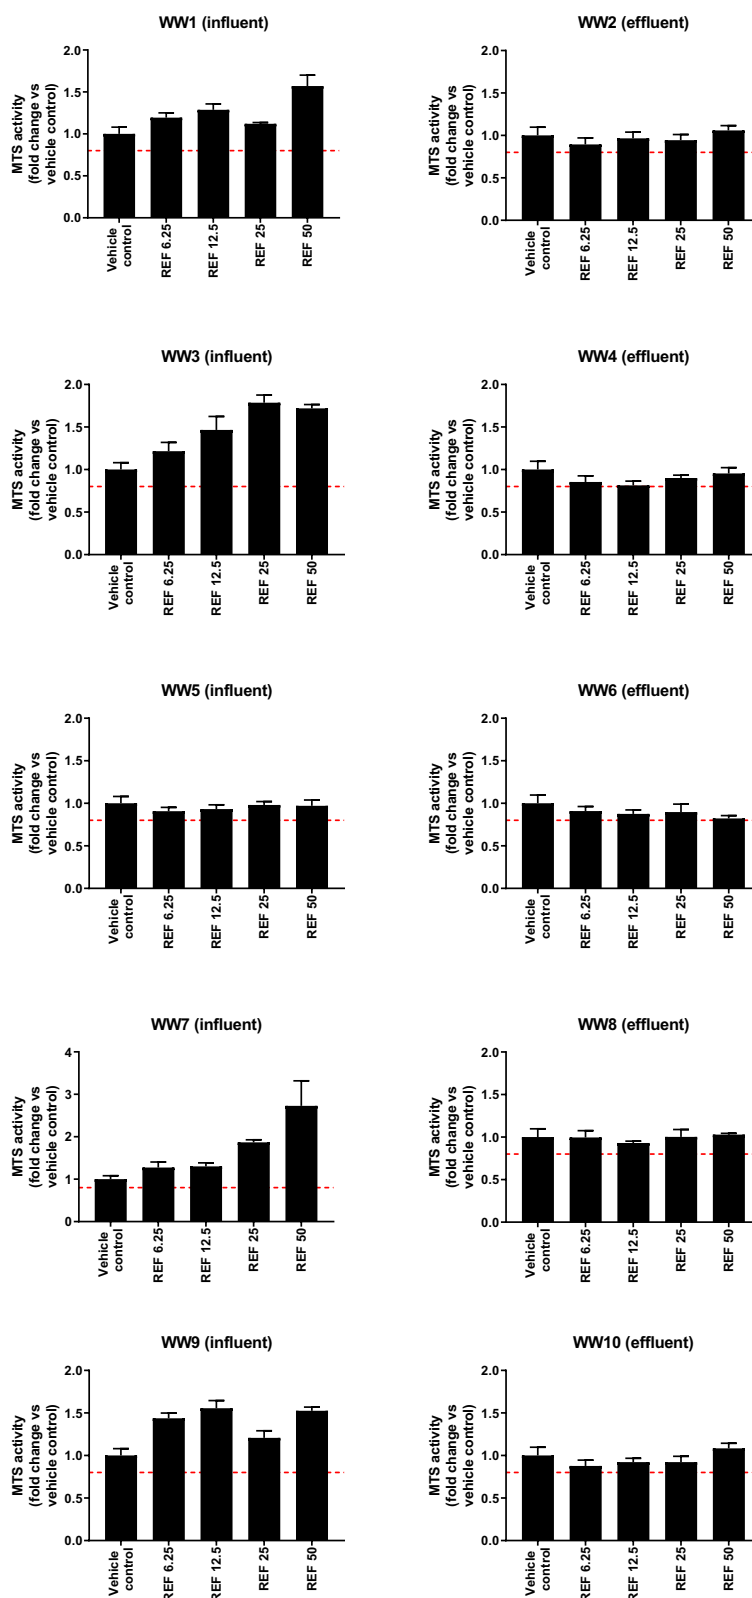 WW1 (influent)
MTS activity
(fold change vs
vehicle control)
2.0
1.5
1.0
0.5
0.0
Vehicle
control
REF 6.25
REF 12.5
REF 25
REF 50
WW2 (effluent)
MTS activity
(fold change vs
vehicle control)
2.0
1.5
1.0
0.5
0.0
Vehicle
control
REF 6.25
REF 12.5
REF 25
REF 50
WW3 (influent)
MTS activity
(fold change vs
vehicle control)
2.0
1.5
1.0
0.5
0.0
Vehicle
control
REF 6.25
REF 12.5
REF 25
REF 50
WW4 (effluent)
MTS activity
(fold change vs
vehicle control)
2.0
1.5
1.0
0.5
0.0
Vehicle
control
REF 6.25
REF 12.5
REF 25
REF 50
WW5 (influent)
MTS activity
(fold change vs
vehicle control)
2.0
1.5
1.0
0.5
0.0
Vehicle
control
REF 6.25
REF 12.5
REF 25
REF 50
WW6 (effluent)
MTS activity
(fold change vs
vehicle control)
2.0
1.5
1.0
0.5
0.0
Vehicle
control
REF 6.25
REF 12.5
REF 25
REF 50
WW7 (influent)
MTS activity
(fold change vs
vehicle control)
4
3
2
1
0
Vehicle
control
REF 6.25
REF 12.5
REF 25
REF 50
WW8 (effluent)
MTS activity
(fold change vs
vehicle control)
2.0
1.5
1.0
0.5
0.0
Vehicle
control
REF 6.25
REF 12.5
REF 25
REF 50
WW9 (influent)
MTS activity
(fold change vs
vehicle control)
2.0
1.5
1.0
0.5
0.0
Vehicle
control
REF 6.25
REF 12.5
REF 25
REF 50
WW10 (effluent)
MTS activity
(fold change vs
vehicle control)
2.0
1.5
1.0
0.5
0.0
Vehicle
control
REF 6.25
REF 12.5
REF 25
REF 50